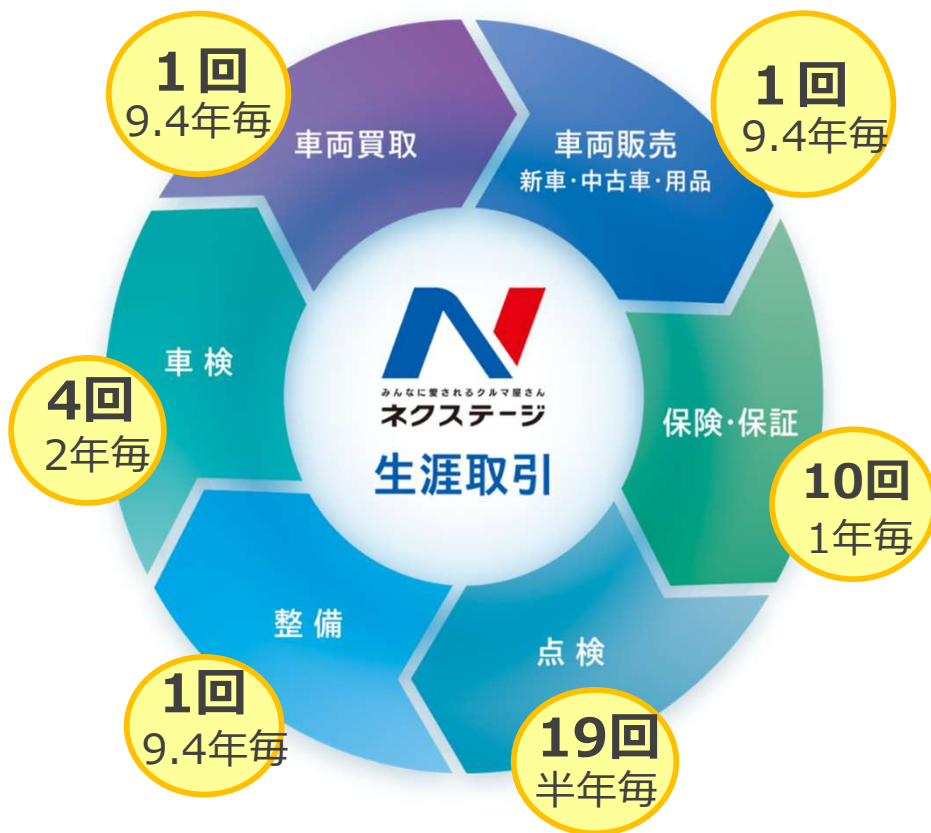 1回
9.4年毎
車両買取
車両販売
新車・中古車・用品
1回
9.4年毎
保険・保証
10回
1年毎
点検
19回
半年毎
整備
1回
9.4年毎
車検
4回
2年毎
みんなに愛されるクルマ屋さん
ネクステージ
生涯取引